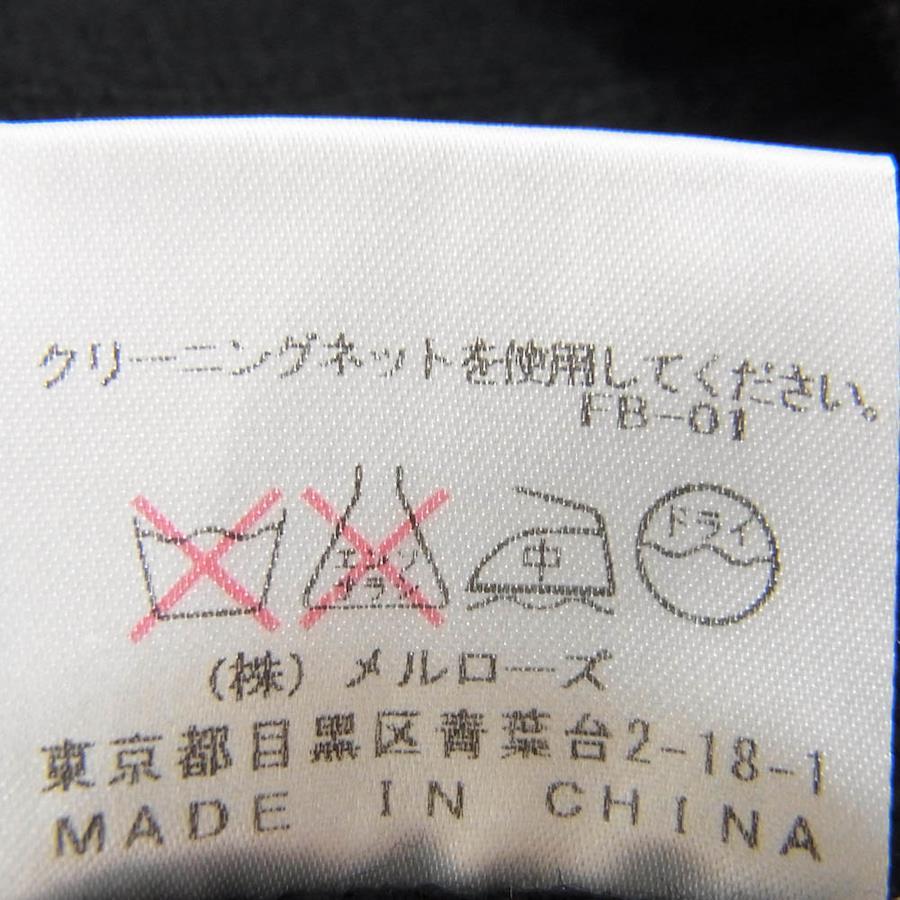 クリーニングネットを使用してください。
FB-01
エンソ
サラシ
中
ドライ
(株) メルローズ
東京都目黒区青葉台2-18-1
MADE IN CHINA